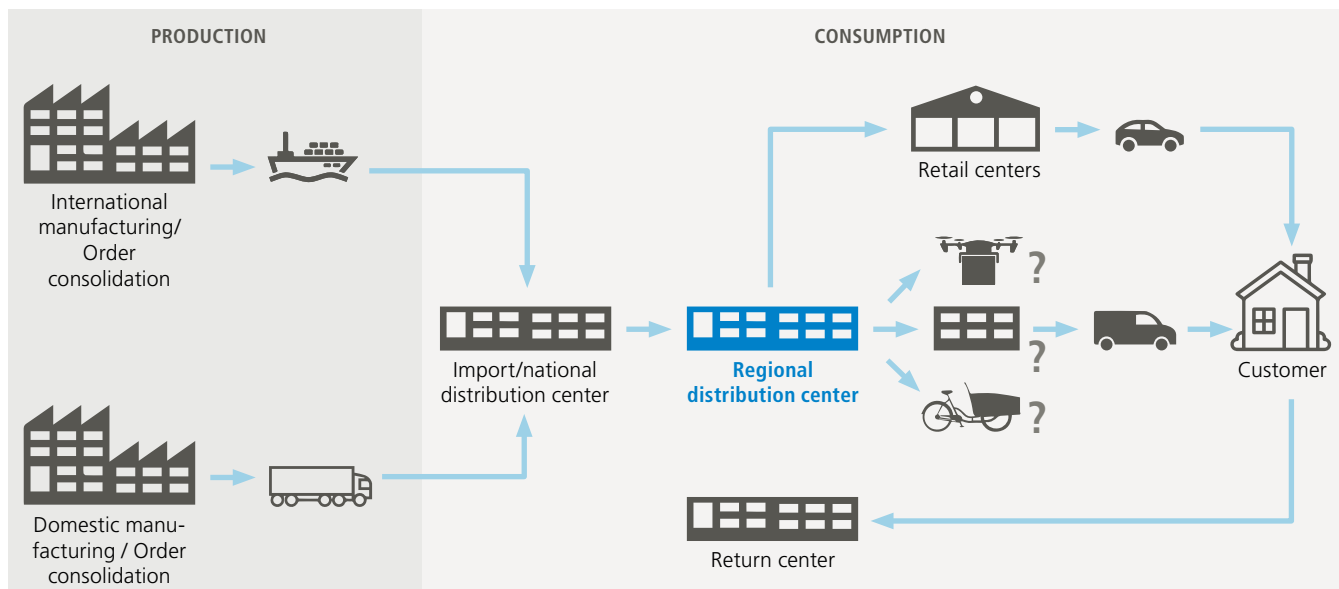 PRODUCTION
CONSUMPTION
International
manufacturing/
Order
consolidation
Retail centers
?
?
?
Import/national
distribution center
Regional
distribution center
Customer
Domestic manu-
facturing / Order
consolidation
Return center